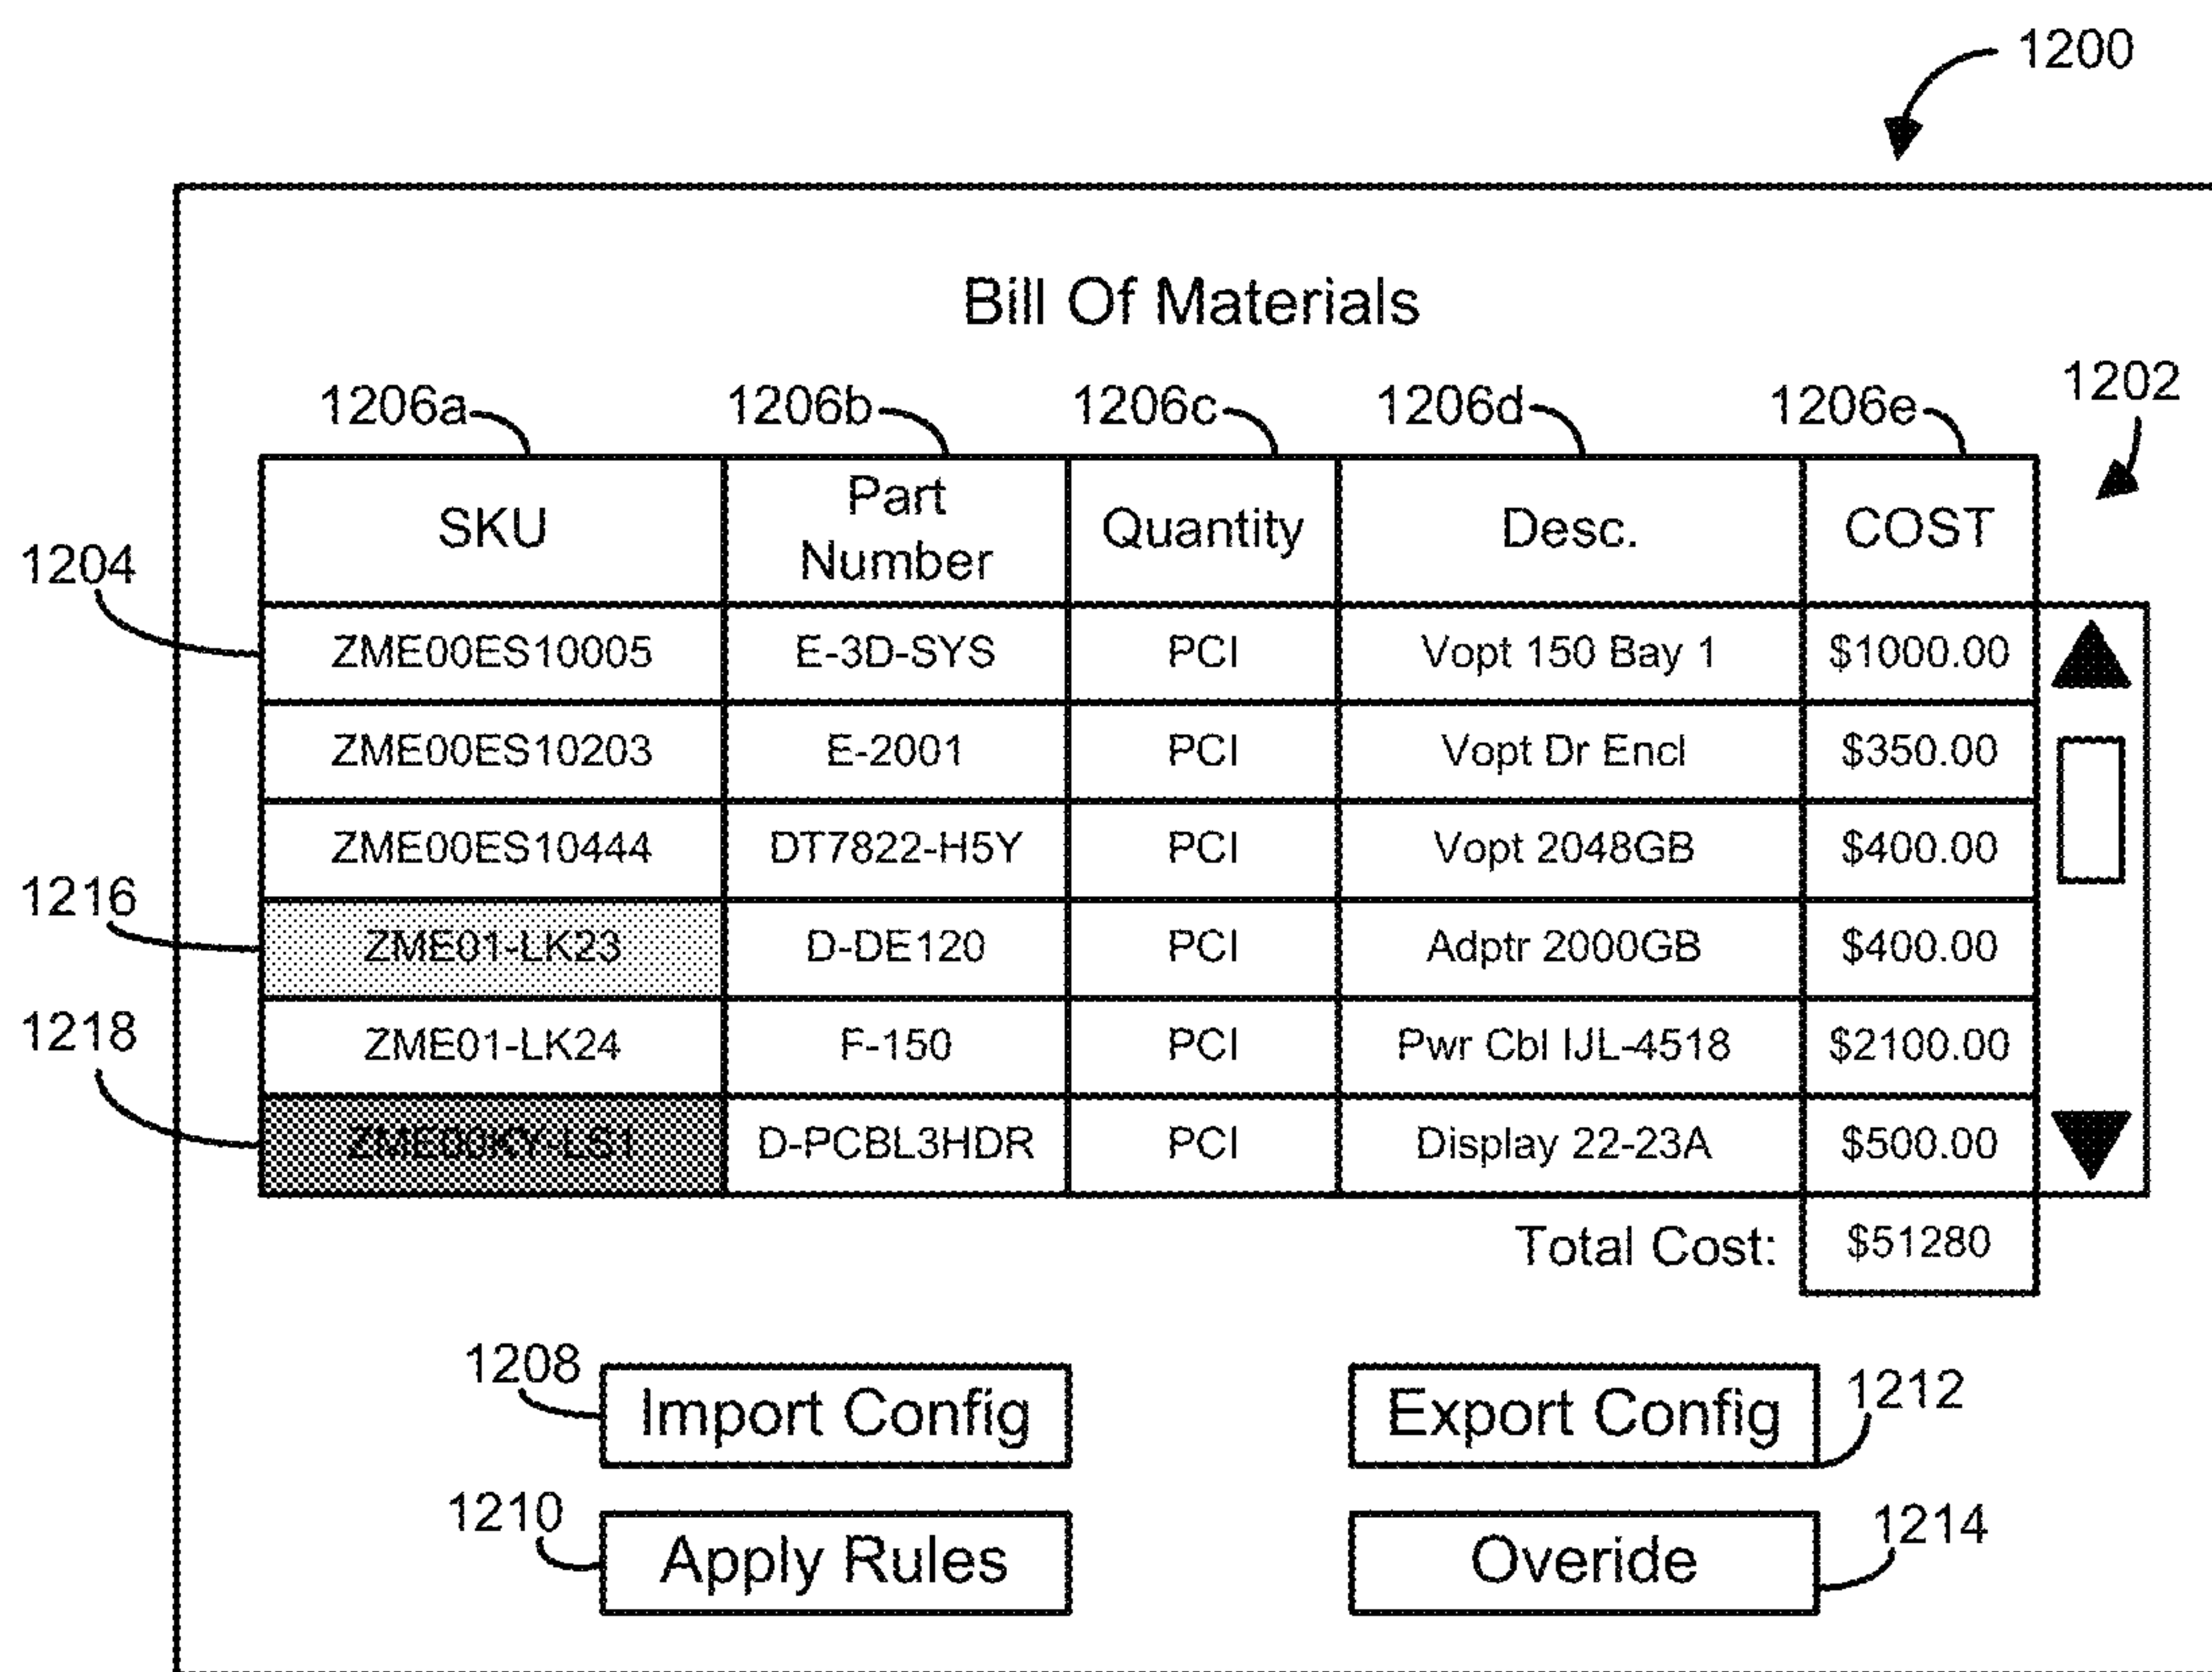 1200
Bill Of Materials
1202
1206a 1206b 1206c 1206d 1206e
SKU Part Number Quantity Desc. COST
1204
ZME00ES10005 E-3D-SYS PCI Vopt 150 Bay 1 $1000.00
ZME00ES10203 E-2001 PCI Vopt Dr Encl $350.00
ZME00ES10444 DT7822-H5Y PCI Vopt 2048GB $400.00
1216
ZME01-LK23 D-DE120 PCI Adptr 2000GB $400.00
1218
ZME01-LK24 F-150 PCI Pwr Cbl IJL-4518 $2100.00
ZME00KY-LS1 D-PCBL3HDR PCI Display 22-23A $500.00
Total Cost: $51280
1208 Import Config Export Config 1212
1210 Apply Rules Overide 1214